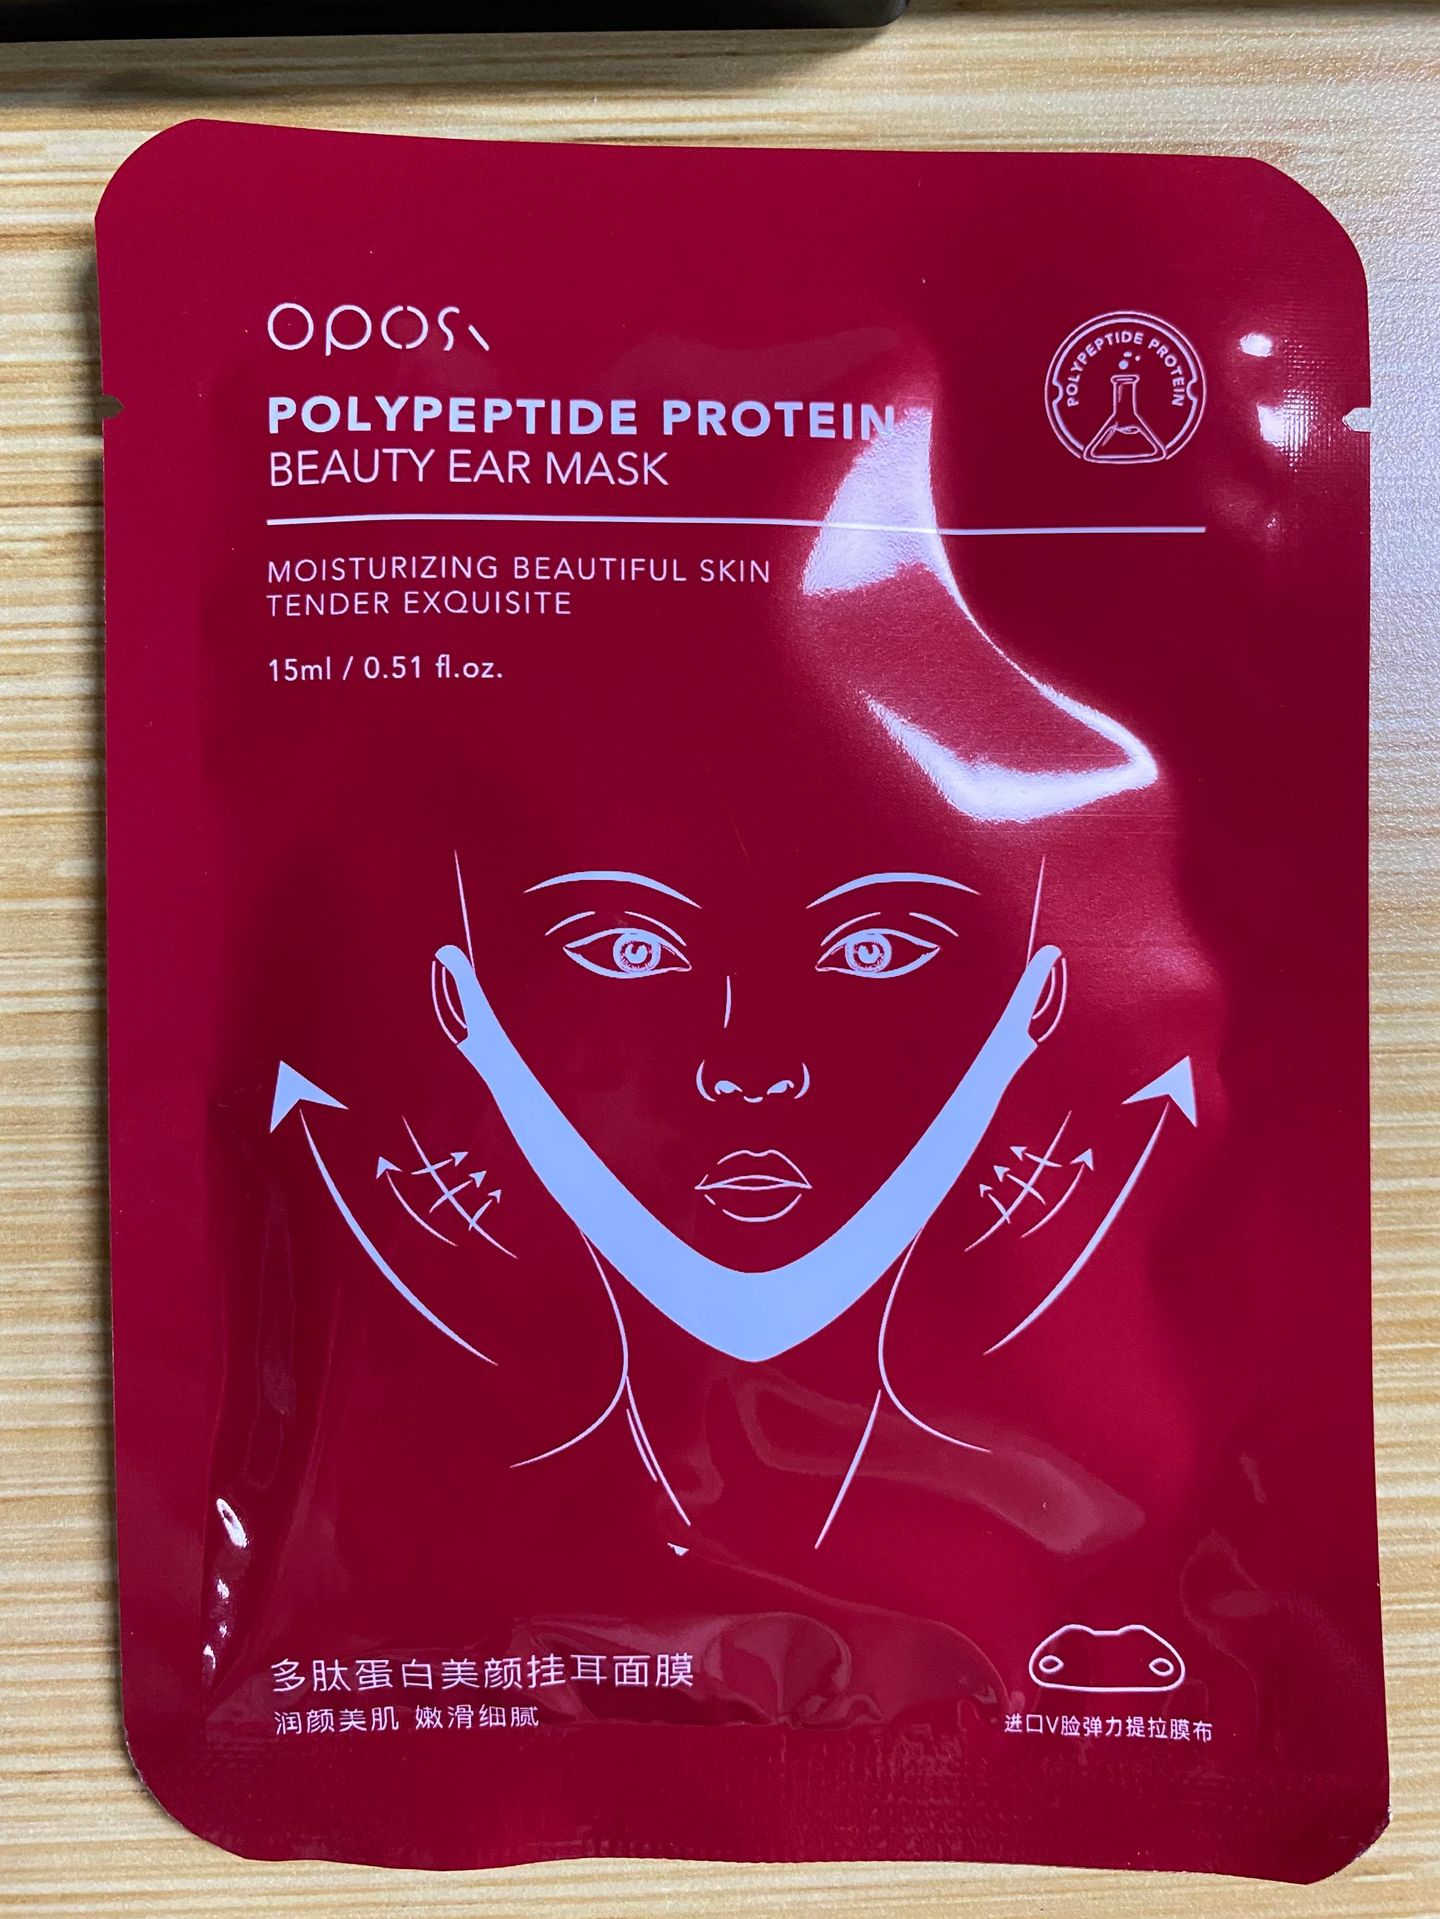 oposı
POLYPEPTIDE PROTEIN
POLYPEPTIDE PROTEIN
BEAUTY EAR MASK
MOISTURIZING BEAUTIFUL SKIN
TENDER EXQUISITE
15ml / 0.51 fl.oz.
多肽蛋白美颜挂耳面膜
润颜美肌 嫩滑细腻
进口V脸弹力提拉膜布